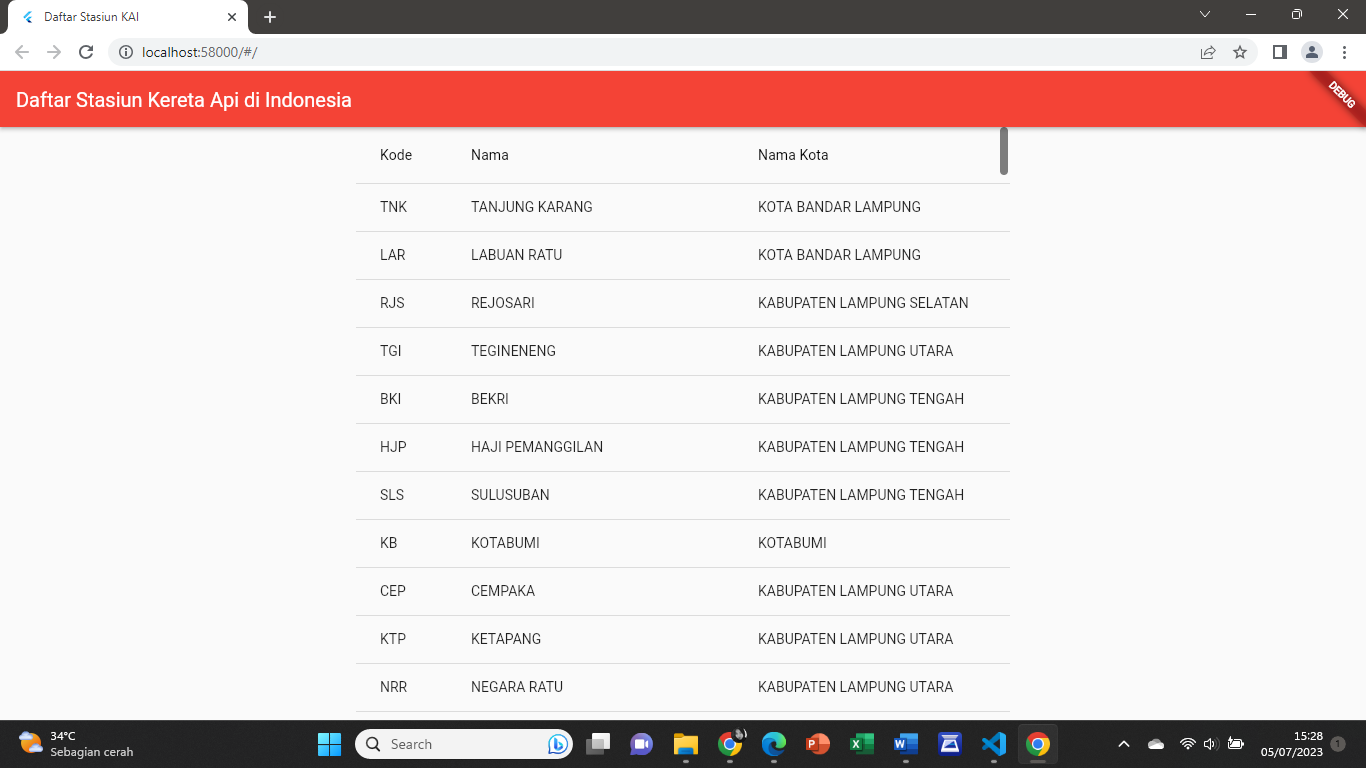 Daftar Stasiun KAI
localhost:58000/#/
Daftar Stasiun Kereta Api di Indonesia
DEBUG
Kode Nama Nama Kota
TNK TANJUNG KARANG KOTA BANDAR LAMPUNG
LAR LABUAN RATU KOTA BANDAR LAMPUNG
RJS REJOSARI KABUPATEN LAMPUNG SELATAN
TGI TEGINENENG KABUPATEN LAMPUNG UTARA
BKI BEKRI KABUPATEN LAMPUNG TENGAH
HJP HAJI PEMANGGILAN KABUPATEN LAMPUNG TENGAH
SLS SULUSUBAN KABUPATEN LAMPUNG TENGAH
KB KOTABUMI KOTABUMI
CEP CEMPAKA KABUPATEN LAMPUNG UTARA
KTP KETAPANG KABUPATEN LAMPUNG UTARA
NRR NEGARA RATU KABUPATEN LAMPUNG UTARA
34°C
Sebagian cerah
Search
15:28
05/07/2023
1